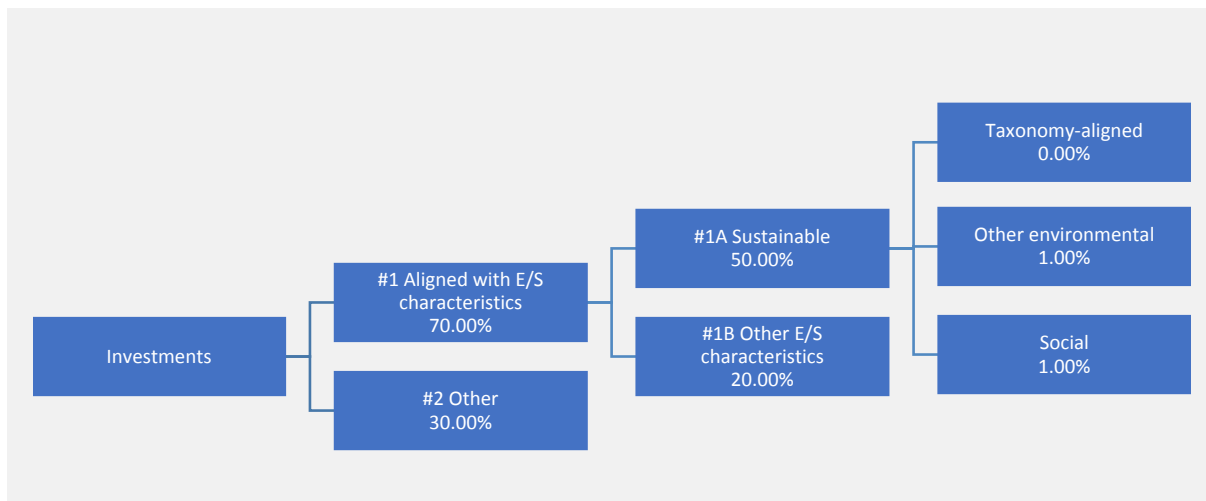 Investments
#1 Aligned with E/S
characteristics
70.00%
#2 Other
30.00%
#1A Sustainable
50.00%
#1B Other E/S
characteristics
20.00%
Taxonomy-aligned
0.00%
Other environmental
1.00%
Social
1.00%